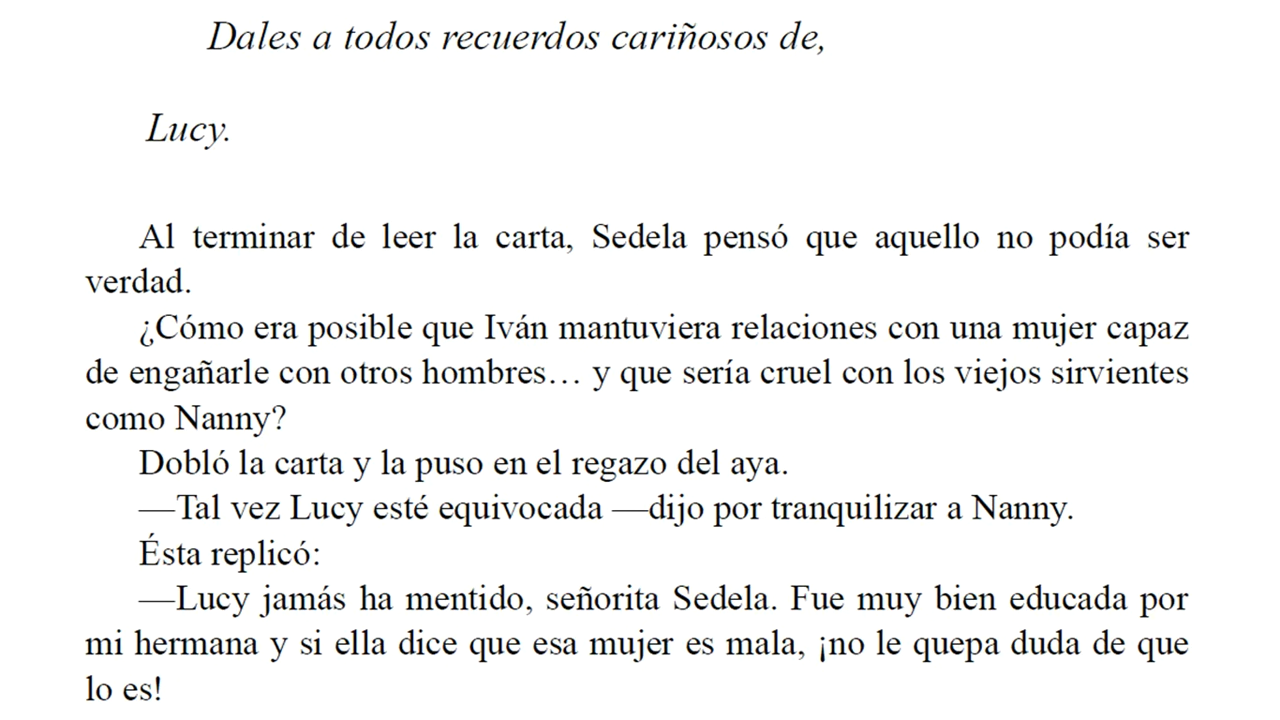 Dales a todos recuerdos cariñosos de,
Lucy.
Al terminar de leer la carta, Sedela pensó que aquello no podía ser
verdad.
¿Cómo era posible que Iván mantuviera relaciones con una mujer capaz
de engañarle con otros hombres… y que sería cruel con los viejos sirvientes
como Nanny?
Dobló la carta y la puso en el regazo del aya.
—Tal vez Lucy esté equivocada —dijo por tranquilizar a Nanny.
Ésta replicó:
—Lucy jamás ha mentido, señorita Sedela. Fue muy bien educada por
mi hermana y si ella dice que esa mujer es mala, ¡no le quepa duda de que
lo es!